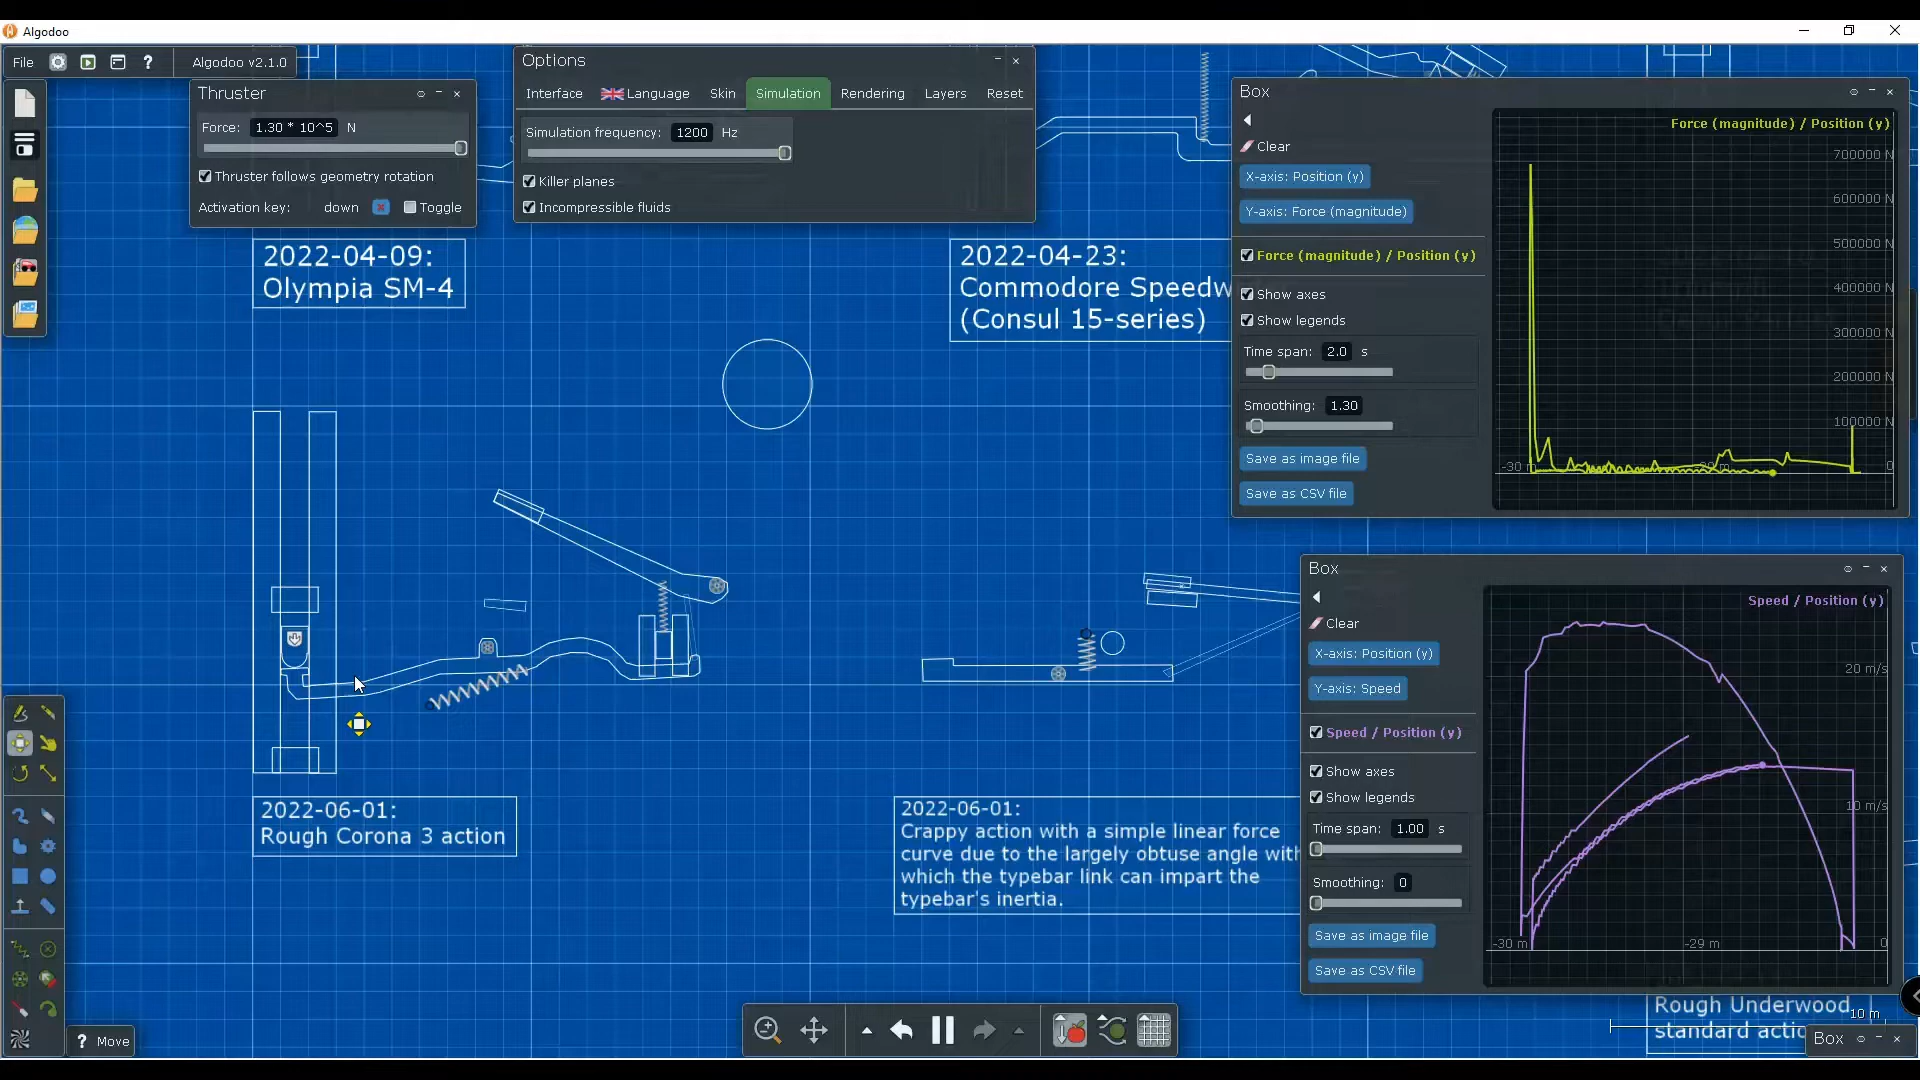 Algodoo
File
?
Algodoo v2.1.0
Thruster
Force: 1.30 * 10^5 N
Thruster follows geometry rotation
Activation key: down Toggle
Options
Interface Language Skin Simulation Rendering Layers Reset
Simulation frequency: 1200 Hz
Killer planes
Incompressible fluids
Box
Clear
X-axis: Position (y)
Y-axis: Force (magnitude)
Force (magnitude) / Position (y)
Show axes
Show legends
Time span: 2.0 s
Smoothing: 1.30
Save as image file
Save as CSV file
Force (magnitude) / Position (y)
700000 N
600000 N
500000 N
400000 N
300000 N
200000 N
100000 N
-30 m
0
2022-04-09:
Olympia SM-4
2022-04-23:
Commodore Speedw
(Consul 15-series)
Box
Clear
X-axis: Position (y)
Y-axis: Speed
Speed / Position (y)
Show axes
Show legends
Time span: 1.00 s
Smoothing: 0
Save as image file
Save as CSV file
Speed / Position (y)
20 m/s
10 m/s
-30 m
-29 m
0
2022-06-01:
Rough Corona 3 action
2022-06-01:
Crappy action with a simple linear force
curve due to the largely obtuse angle with
which the typebar link can impart the
typebar's inertia.
Rough Underwood
standard actio
10 m
Box
? Move